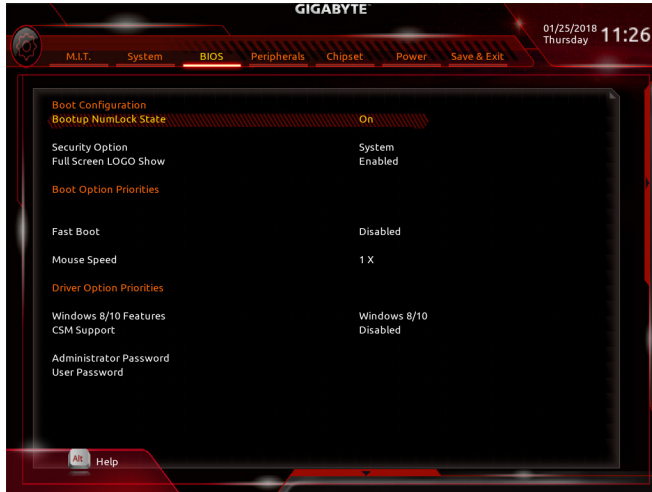 GIGABYTE
01/25/2018 11:26
Thursday
M.I.T. System BIOS Peripherals Chipset Power Save & Exit
Boot Configuration
Bootup NumLock State On
Security Option System
Full Screen LOGO Show Enabled
Boot Option Priorities
Fast Boot Disabled
Mouse Speed 1 X
Driver Option Priorities
Windows 8/10 Features Windows 8/10
CSM Support Disabled
Administrator Password
User Password
Alt Help